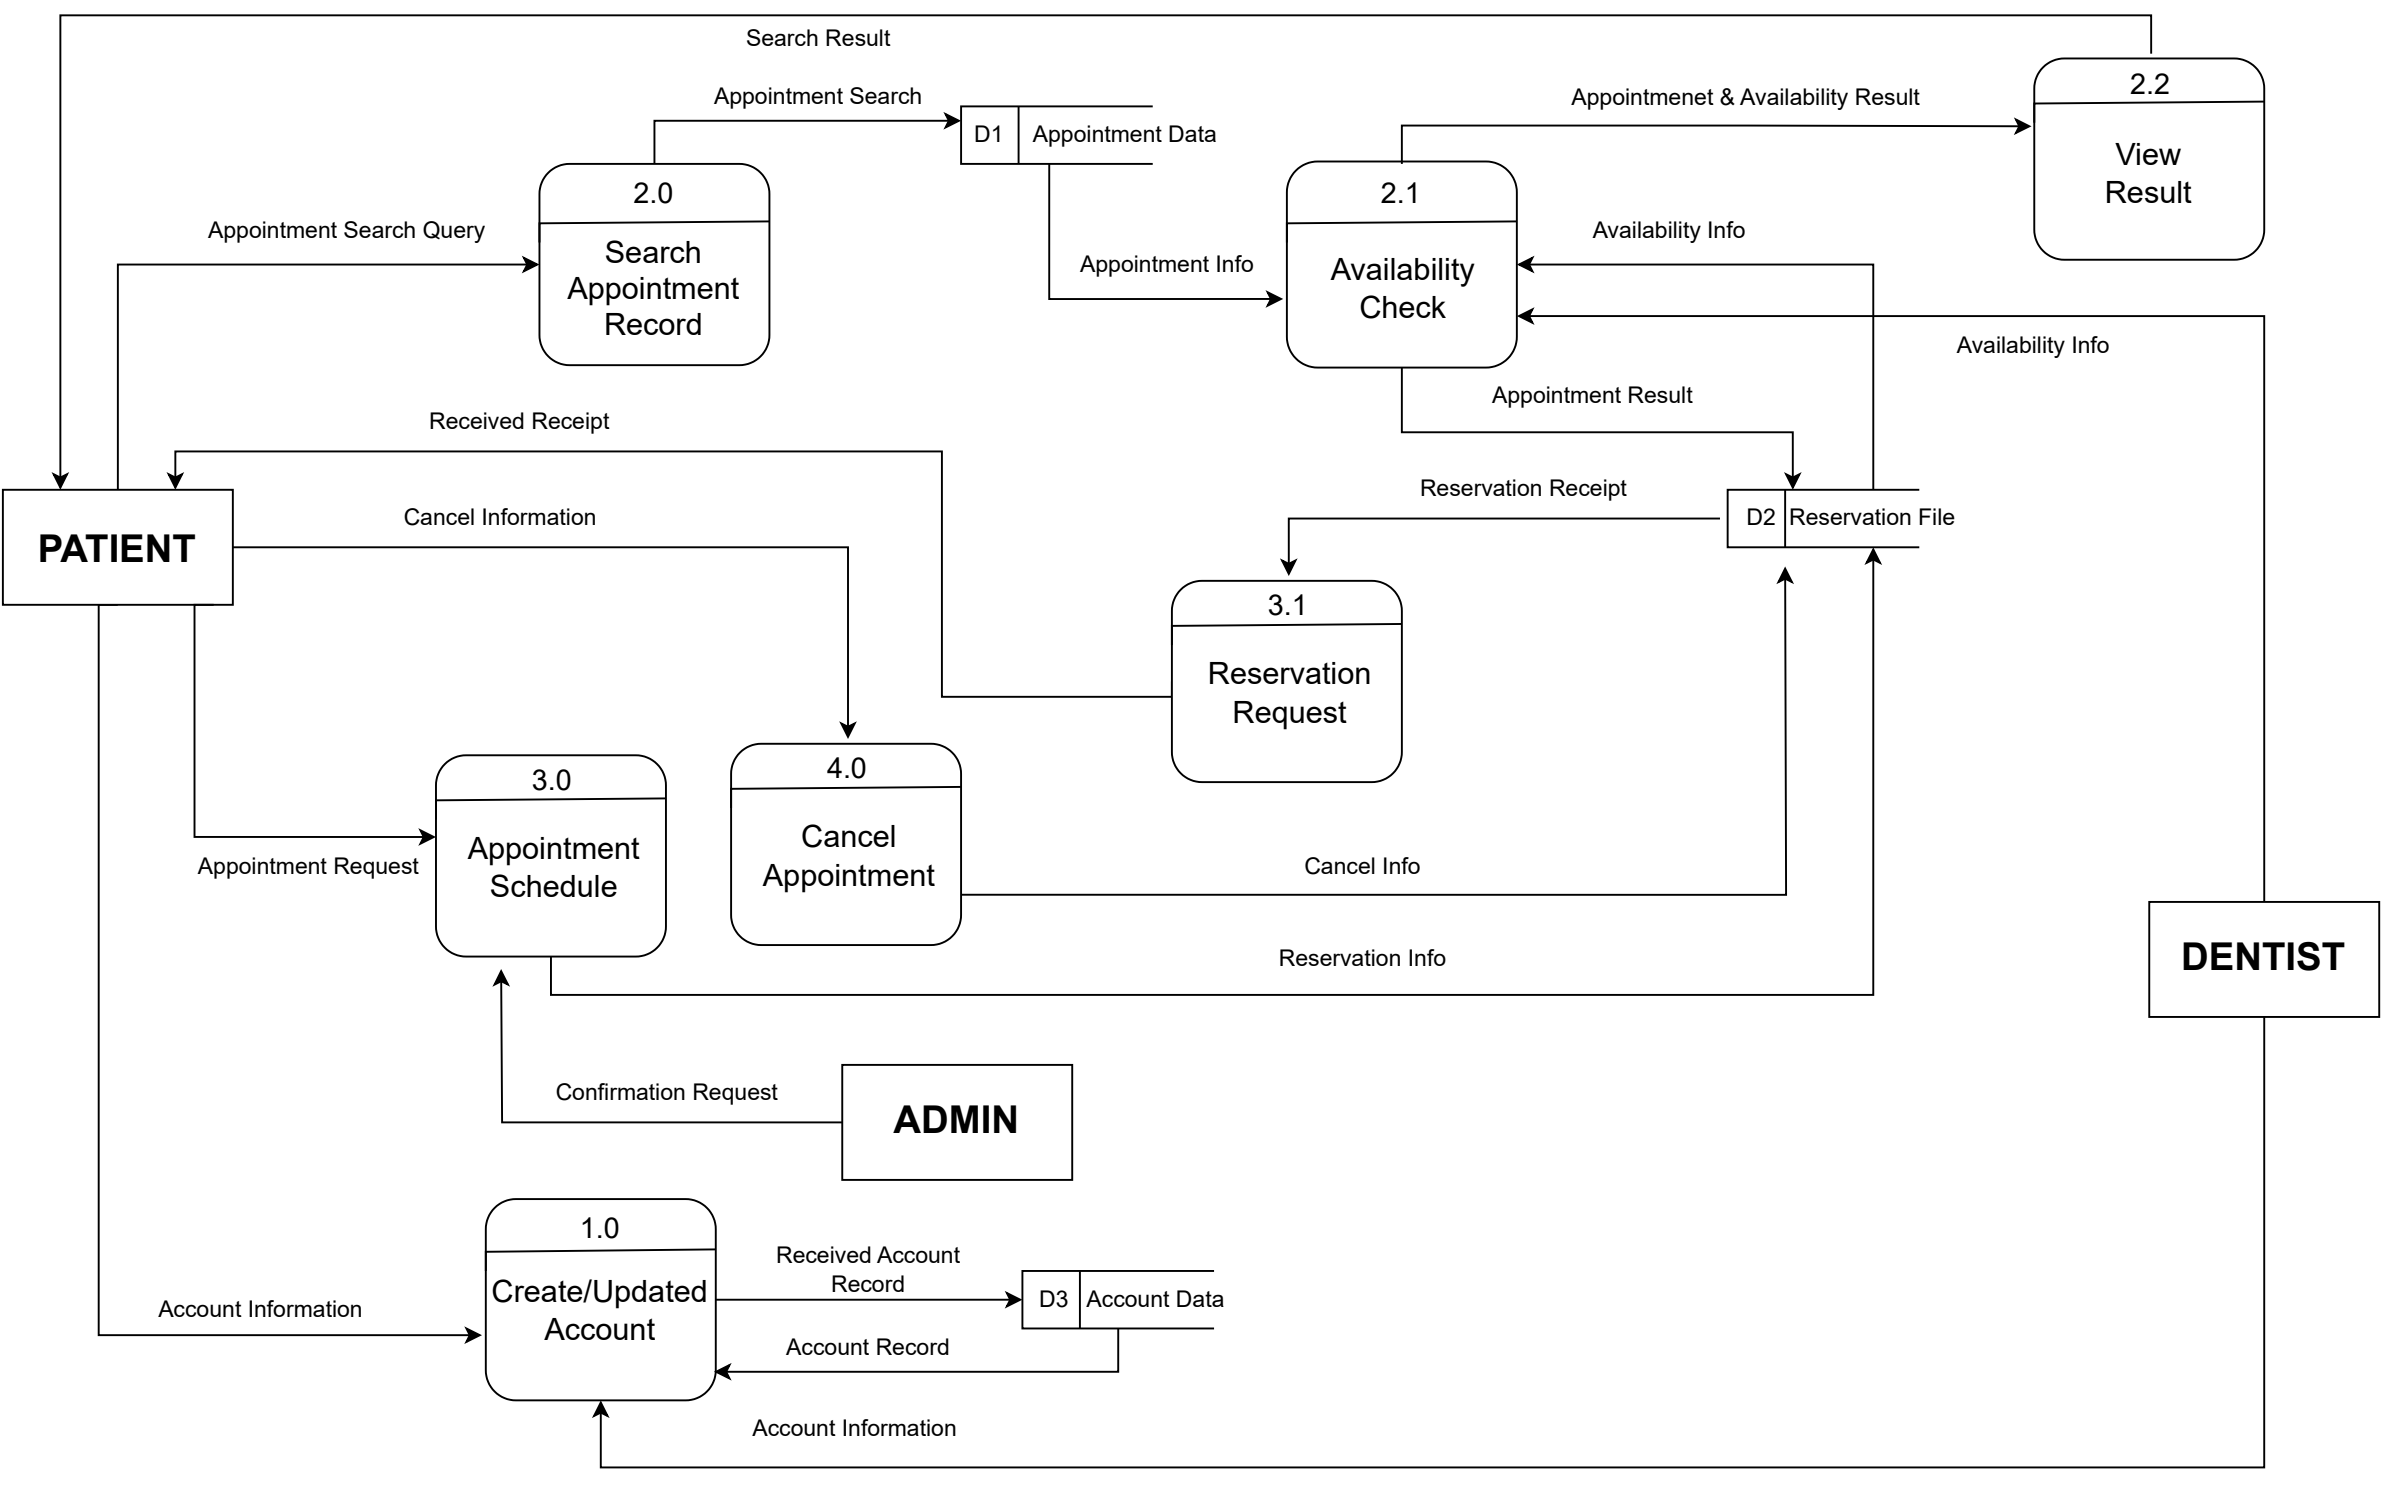 Search Result
Appointment Search
Appointmenet & Availability Result
2.2
View
Result
D1
Appointment Data
2.0
Search
Appointment
Record
2.1
Availability
Check
Appointment Search Query
Availability Info
Appointment Info
Availability Info
Appointment Result
Received Receipt
Reservation Receipt
D2
Reservation File
Cancel Information
PATIENT
3.1
Reservation
Request
3.0
Appointment
Schedule
4.0
Cancel
Appointment
Appointment Request
Cancel Info
Reservation Info
DENTIST
Confirmation Request
ADMIN
1.0
Create/Updated
Account
Received Account
Record
D3
Account Data
Account Information
Account Record
Account Information